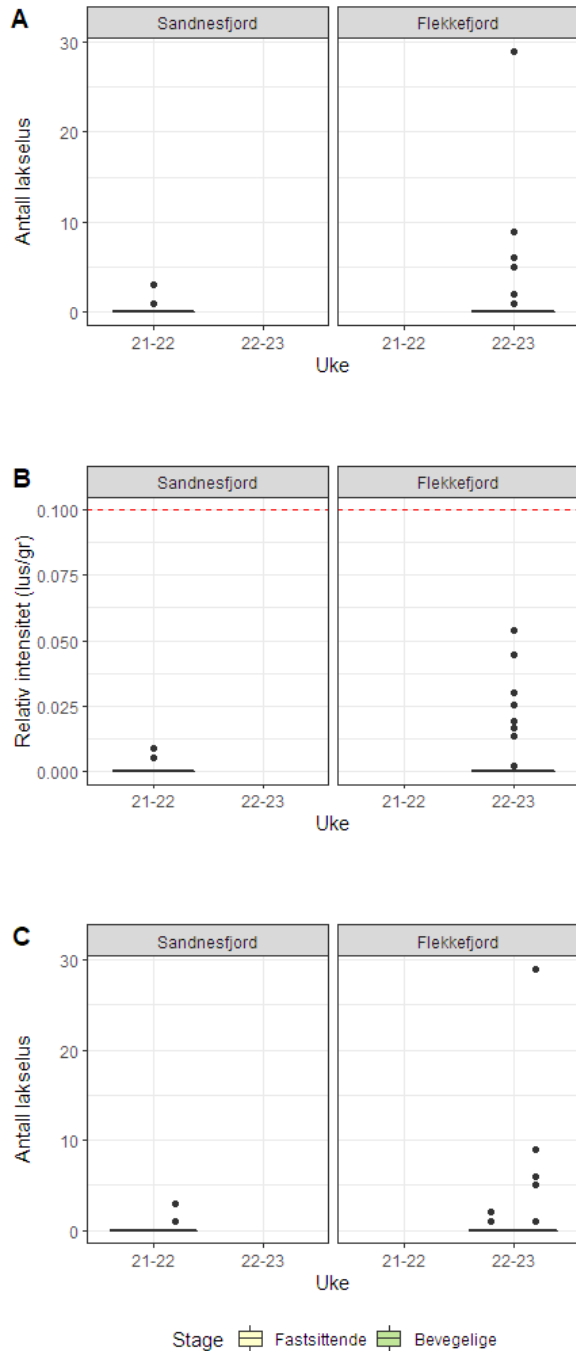 A
Sandnesfjord Flekkefjord
30
20
10
0
Antall lakselus
21-22 22-23 21-22 22-23
Uke
B
Sandnesfjord Flekkefjord
0.100
0.075
0.050
0.025
0.000
Relativ intensitet (lus/gr)
21-22 22-23 21-22 22-23
Uke
C
Sandnesfjord Flekkefjord
30
20
10
0
Antall lakselus
21-22 22-23 21-22 22-23
Uke
Stage Fastsittende Bevegelige